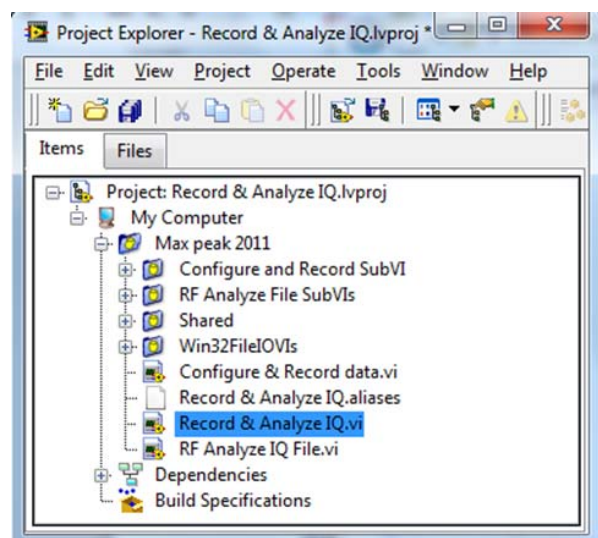 Project Explorer - Record & Analyze IQ.lvproj *
File Edit View Project Operate Tools Window Help
Items Files
Project: Record & Analyze IQ.lvproj
My Computer
Max peak 2011
Configure and Record SubVI
RF Analyze File SubVIs
Shared
Win32FileIOVIs
Configure & Record data.vi
Record & Analyze IQ.aliases
Record & Analyze IQ.vi
RF Analyze IQ File.vi
Dependencies
Build Specifications